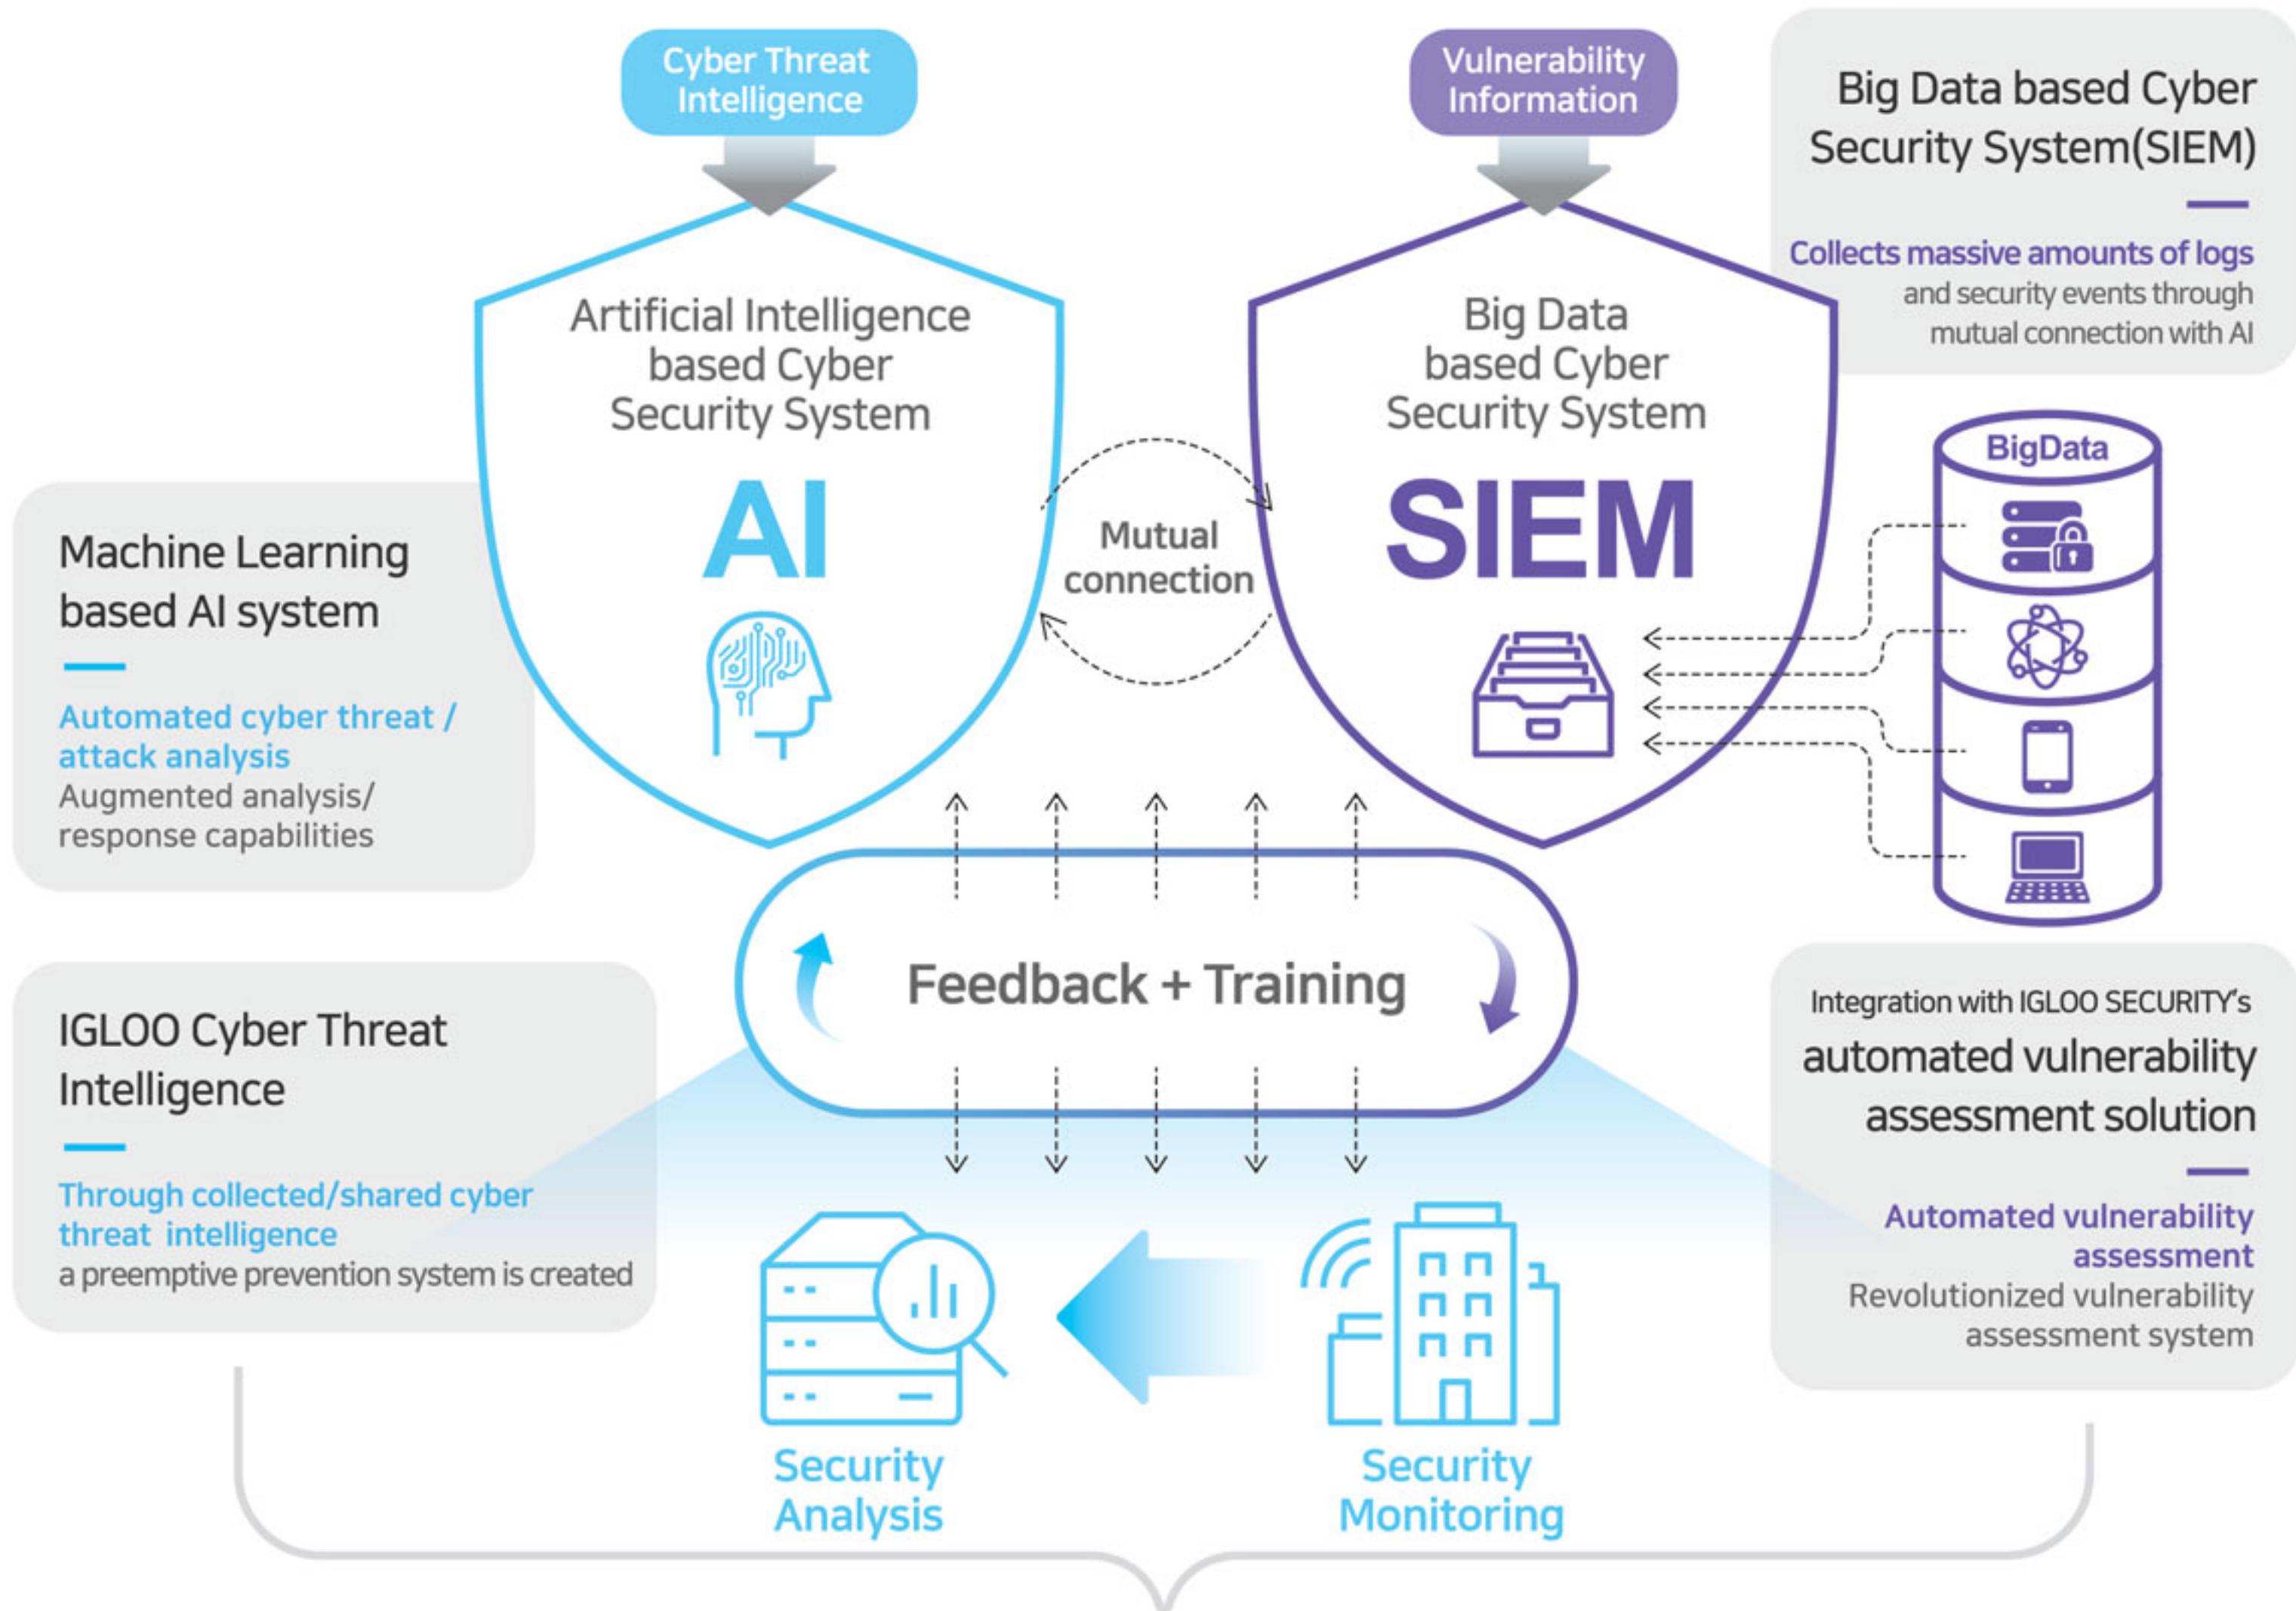 Cyber Threat
Intelligence
Vulnerability
Information
Big Data based Cyber
Security System(SIEM)
Collects massive amounts of logs
and security events through
mutual connection with AI
Artificial Intelligence
based Cyber
Security System
AI
Big Data
based Cyber
Security System
SIEM
Mutual
connection
BigData
Machine Learning
based AI system
Automated cyber threat /
attack analysis
Augmented analysis/
response capabilities
Feedback + Training
IGLOO Cyber Threat
Intelligence
Through collected/shared cyber
threat intelligence
a preemptive prevention system is created
Integration with IGLOO SECURITY's
automated vulnerability
assessment solution
Automated vulnerability
assessment
Revolutionized vulnerability
assessment system
Security
Analysis
Security
Monitoring